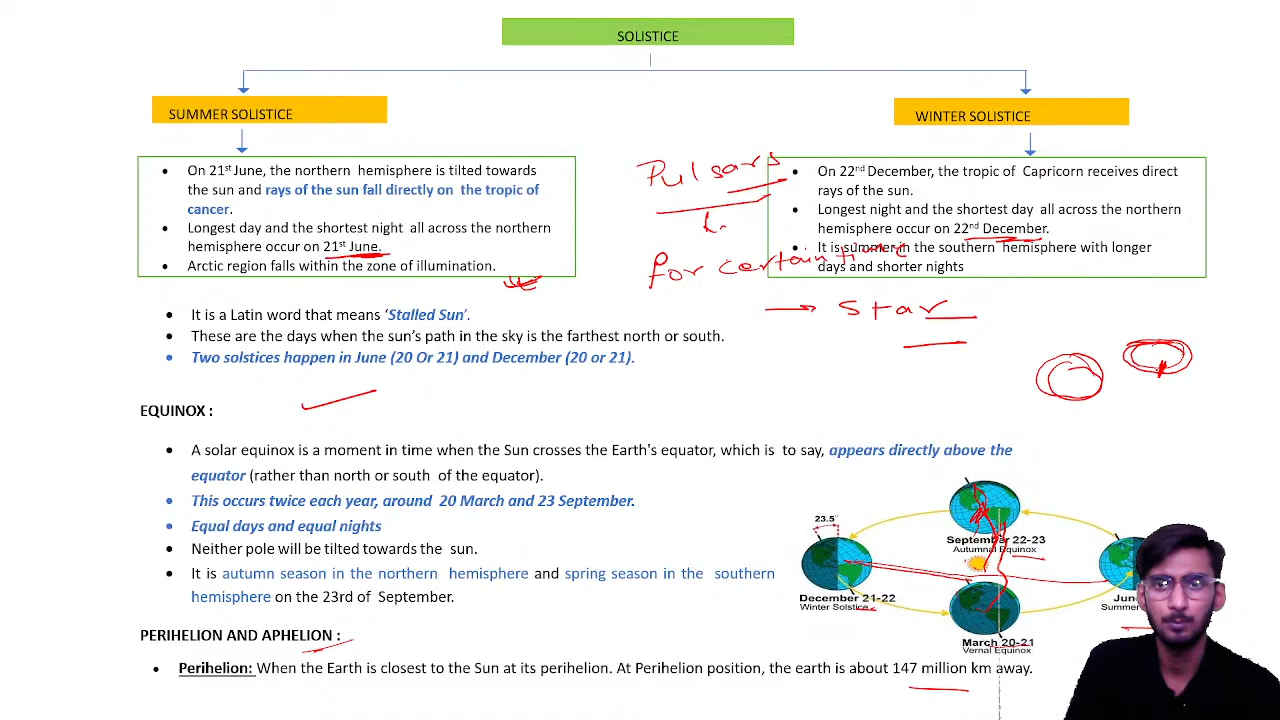 SOLISTICE
SUMMER SOLISTICE
On 21st June, the northern hemisphere is tilted towards
the sun and rays of the sun fall directly on the tropic of
cancer.
Longest day and the shortest night all across the northern
hemisphere occur on 21st June.
Arctic region falls within the zone of illumination.
WINTER SOLISTICE
On 22nd December, the tropic of Capricorn receives direct
rays of the sun.
Longest night and the shortest day all across the northern
hemisphere occur on 22nd December.
It is summer in the southern hemisphere with longer
days and shorter nights
Pulsars
for certain time
→ Star
It is a Latin word that means ‘Stalled Sun’.
These are the days when the sun's path in the sky is the farthest north or south.
Two solstices happen in June (20 Or 21) and December (20 or 21).
EQUINOX :
A solar equinox is a moment in time when the Sun crosses the Earth's equator, which is to say, appears directly above the
equator (rather than north or south of the equator).
This occurs twice each year, around 20 March and 23 September.
Equal days and equal nights
Neither pole will be tilted towards the sun.
It is autumn season in the northern hemisphere and spring season in the southern
hemisphere on the 23rd of September.
23.5°
September 22-23
Autumnal Equinox
December 21-22
Winter Solstice
March 20-21
Vernal Equinox
Summer
PERIHELION AND APHELION :
Perihelion: When the Earth is closest to the Sun at its perihelion. At Perihelion position, the earth is about 147 million km away.